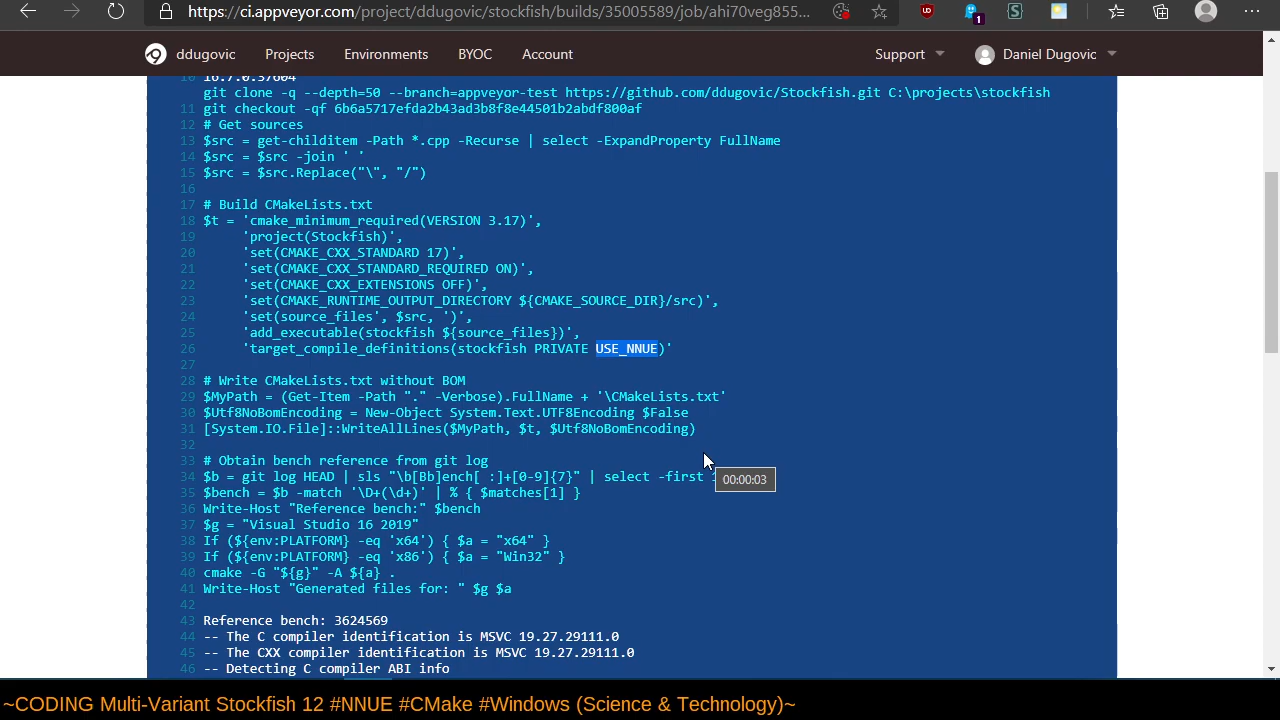 https://ci.appveyor.com/project/ddugovic/stockfish/builds/35005589/job/ahi70veg855...
1
ddugovic Projects Environments BYOC Account Support Daniel Dugovic
10 16.7.0.37604
git clone -q --depth=50 --branch=appveyor-test https://github.com/ddugovic/Stockfish.git C:\projects\stockfish
11 git checkout -qf 6b6a5717efda2b43ad3b8f8e44501b2abdf800af
12 # Get sources
13 $src = get-childitem -Path *.cpp -Recurse | select -ExpandProperty FullName
14 $src = $src -join ' '
15 $src = $src.Replace("\", "/")
16
17 # Build CMakeLists.txt
18 $t = 'cmake_minimum_required(VERSION 3.17)',
19 'project(Stockfish)',
20 'set(CMAKE_CXX_STANDARD 17)',
21 'set(CMAKE_CXX_STANDARD_REQUIRED ON)',
22 'set(CMAKE_CXX_EXTENSIONS OFF)',
23 'set(CMAKE_RUNTIME_OUTPUT_DIRECTORY ${CMAKE_SOURCE_DIR}/src)',
24 'set(source_files', $src, ')',
25 'add_executable(stockfish ${source_files})',
26 'target_compile_definitions(stockfish PRIVATE USE_NNUE)'
27
28 # Write CMakeLists.txt without BOM
29 $MyPath = (Get-Item -Path "." -Verbose).FullName + '\CMakeLists.txt'
30 $Utf8NoBomEncoding = New-Object System.Text.UTF8Encoding $False
31 [System.IO.File]::WriteAllLines($MyPath, $t, $Utf8NoBomEncoding)
32
33 # Obtain bench reference from git log
34 $b = git log HEAD | sls "\b[Bb]ench[ :]+[0-9]{7}" | select -first
00:00:03
35 $bench = $b -match '\D+(\d+)' | % { $matches[1] }
36 Write-Host "Reference bench:" $bench
37 $g = "Visual Studio 16 2019"
38 If (${env:PLATFORM} -eq 'x64') { $a = "x64" }
39 If (${env:PLATFORM} -eq 'x86') { $a = "Win32" }
40 cmake -G "${g}" -A ${a} .
41 Write-Host "Generated files for: " $g $a
42
43 Reference bench: 3624569
44 -- The C compiler identification is MSVC 19.27.29111.0
45 -- The CXX compiler identification is MSVC 19.27.29111.0
46 -- Detecting C compiler ABI info
~CODING Multi-Variant Stockfish 12 #NNUE #CMake #Windows (Science & Technology)~